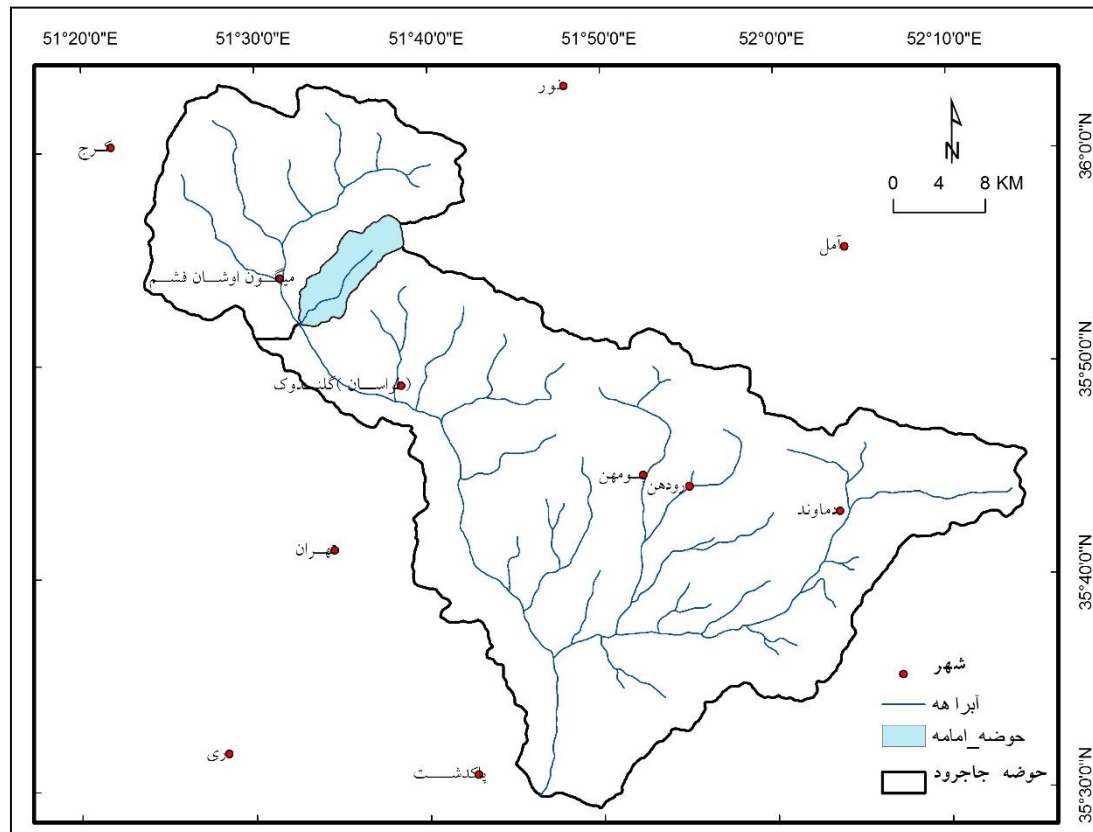 51°20'0"E 51°30'0"E 51°40'0"E 51°50'0"E 52°0'0"E 52°10'0"E
نور
36°0'0"N
کرج
N
0 4 8 KM
آمل
میگون اوشان فشم
35°50'0"N
گلندوک
ومهن
رودهن
دماوند
تهران
35°40'0"N
شهر
آبراهه
حوضه_امامه
حوضه جاجرود
ری
پاکدشت
35°30'0"N